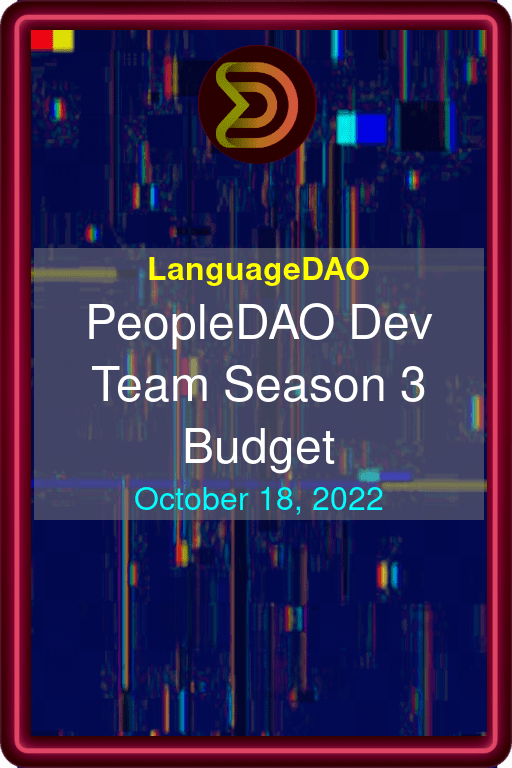 LanguageDAO
PeopleDAO Dev
Team Season 3
Budget
October 18, 2022